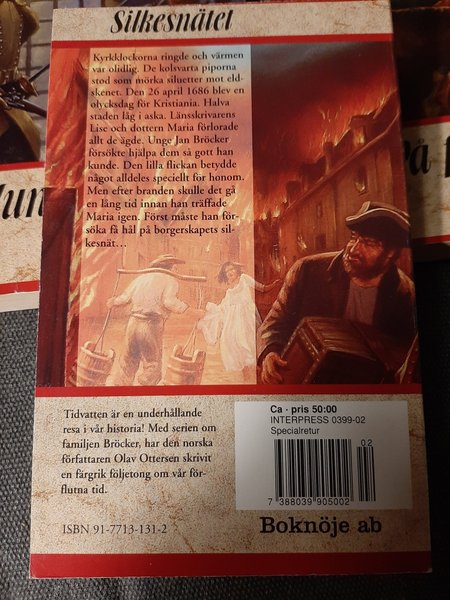 Silkesnätet
Kyrkklockorna ringde och värmen
var olidlig. De kolsvarta piporna
stod som mörka siluetter mot eld-
skenet. Den 26 april 1686 blev en
olycksdag för Kristiania. Halva
staden låg i aska. Länsskrivarens
Lise och dottern Maria förlorade
allt de ägde. Unge Jan Bröcker
försökte hjälpa dem så gott han
kunde. Den lilla flickan betydde
något alldeles speciellt för honom.
Men efter branden skulle det gå
en lång tid innan han träffade
Maria igen. Först måste han för-
söka få hål på borgerskapets sil-
kesnät...
Tidvatten är en underhållande
resa i vår historia! Med serien om
familjen Bröcker, har den norska
författaren Olav Ottersen skrivit
en färgrik följetong om vår för-
flutna tid.
ISBN 91-7713-131-2
Ca · pris 50:00
INTERPRESS 0399-02
Specialretur
02
7 388039 905002
Boknöje ab
På